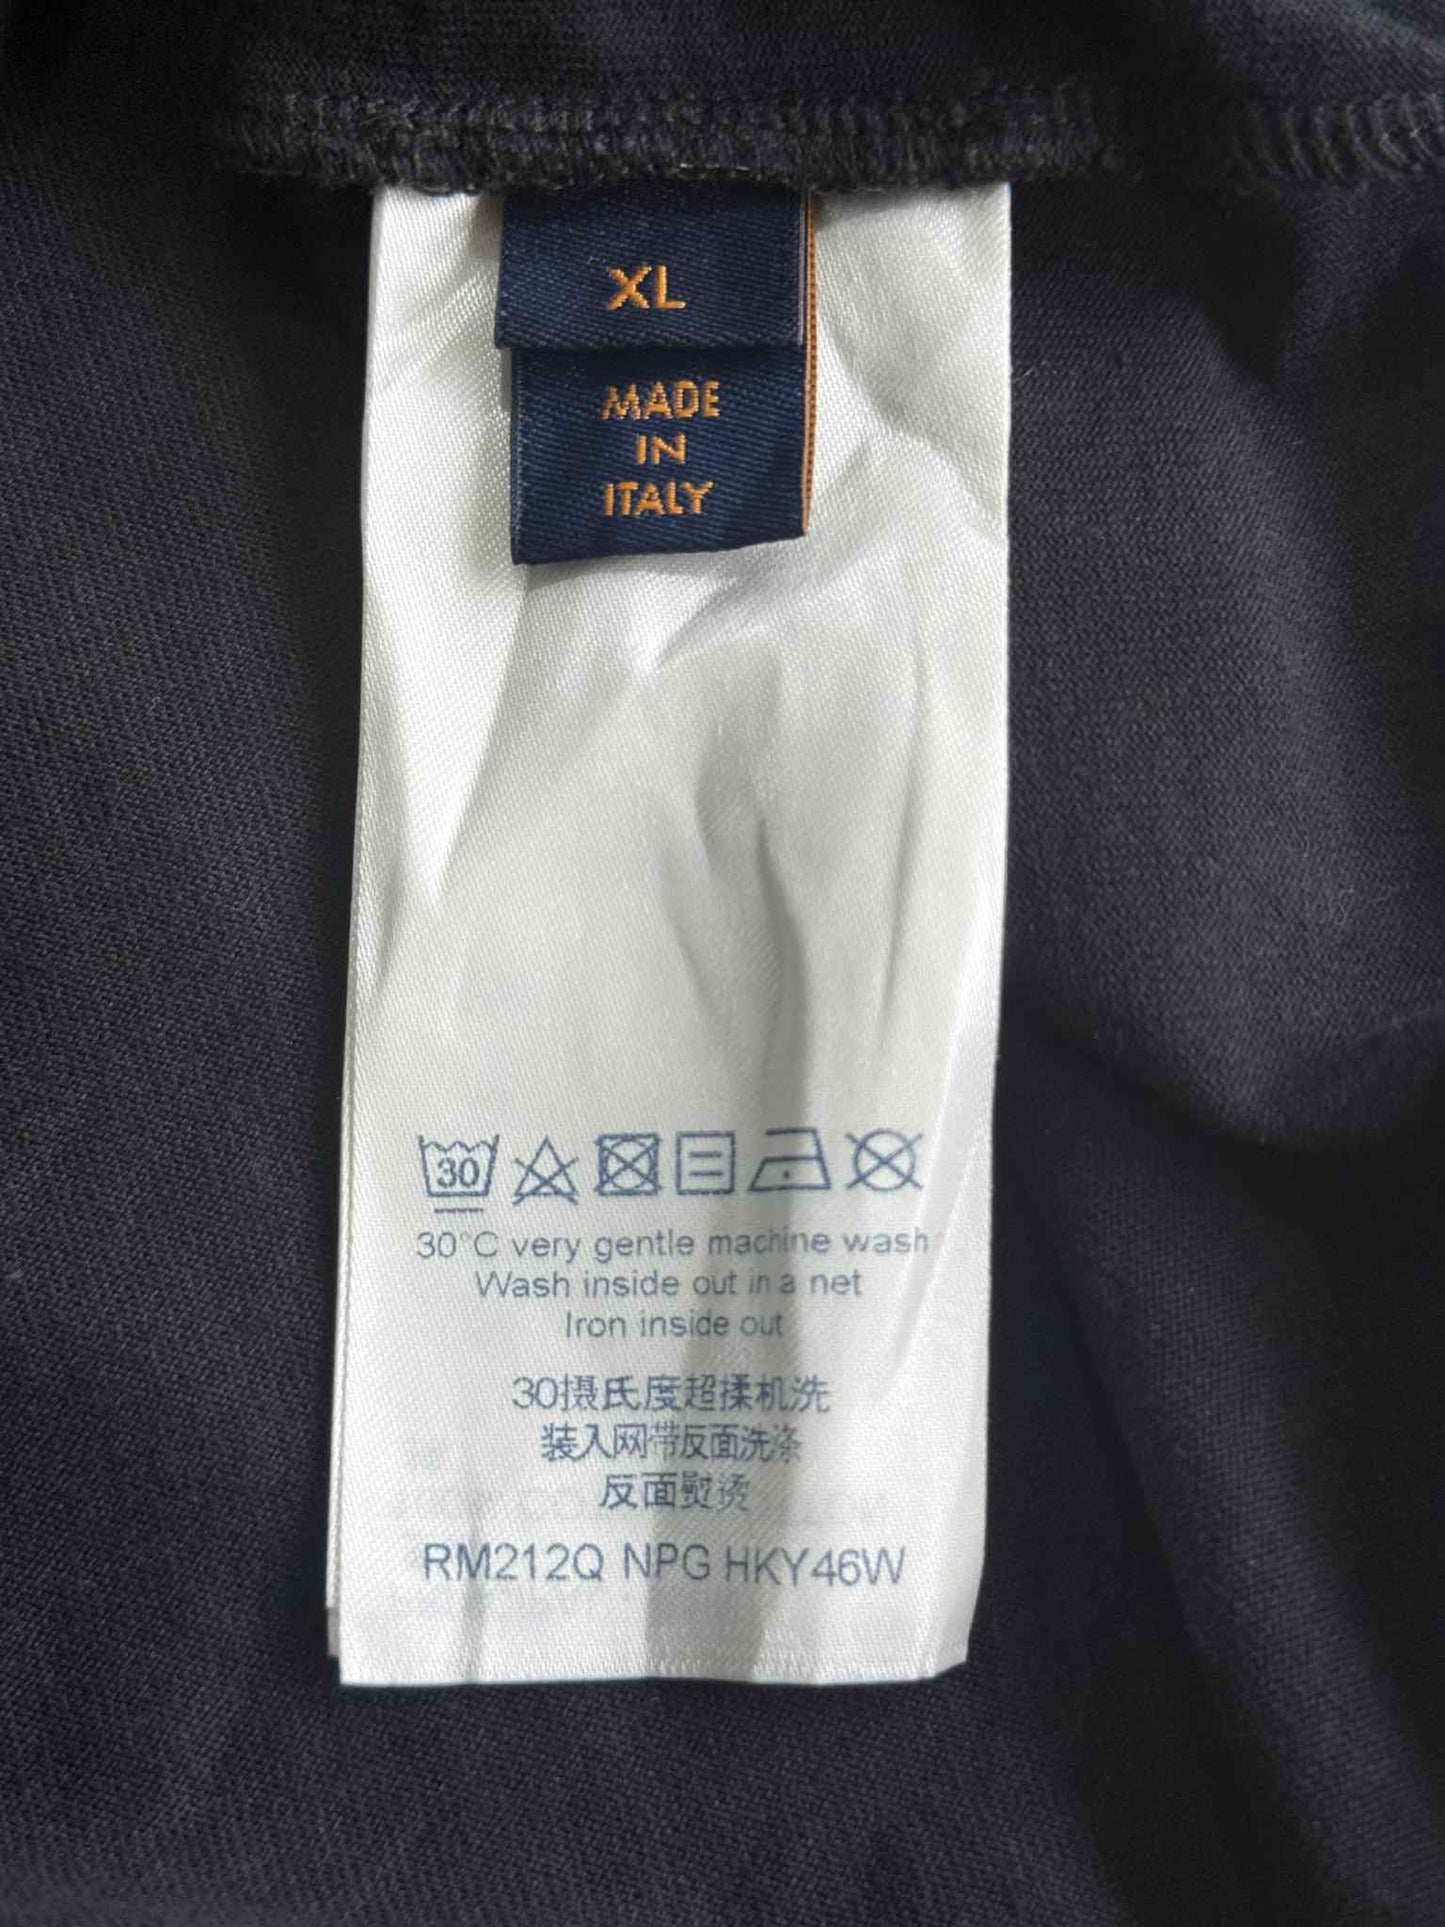 XL
MADE
IN
ITALY
30
30°C very gentle machine wash
Wash inside out in a net
Iron inside out
30摄氏度超揉机洗
装入网带反面洗涤
反面熨烫
RM212Q NPG HKY46W